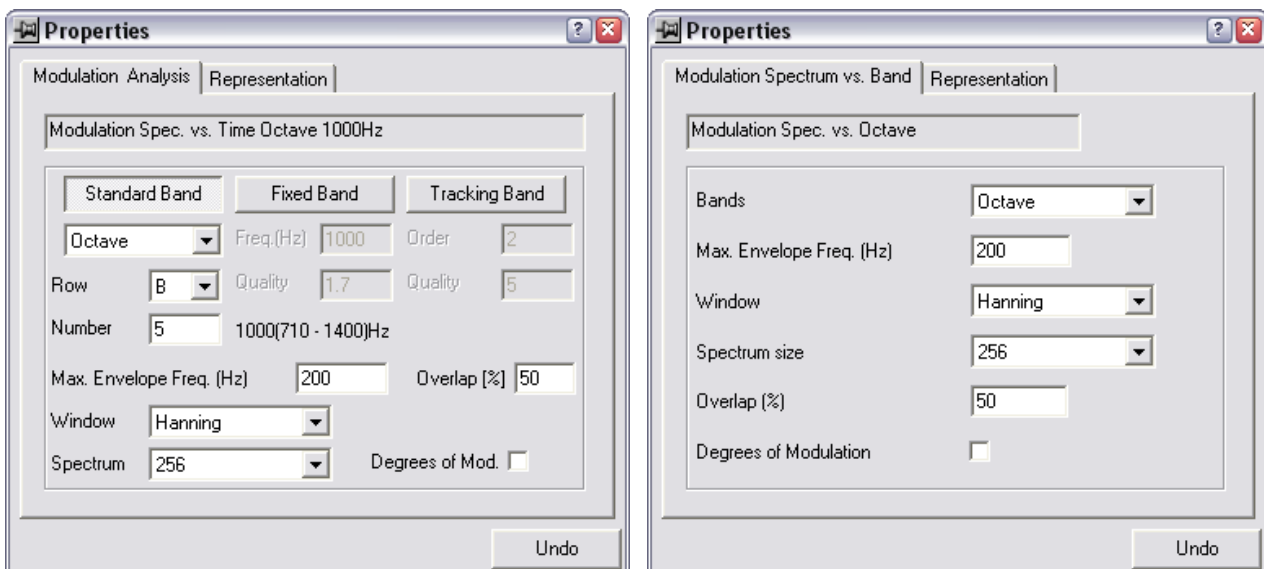 Properties
Modulation Analysis Representation
Modulation Spec. vs. Time Octave 1000Hz
Standard Band Fixed Band Tracking Band
Octave Freq.(Hz) 1000 Order 2
Row B Quality 1.7 Quality 5
Number 5 1000(710 - 1400)Hz
Max. Envelope Freq. (Hz) 200 Overlap [%] 50
Window Hanning
Spectrum 256 Degrees of Mod.
Undo
Properties
Modulation Spectrum vs. Band Representation
Modulation Spec. vs. Octave
Bands Octave
Max. Envelope Freq. (Hz) 200
Window Hanning
Spectrum size 256
Overlap (%) 50
Degrees of Modulation
Undo